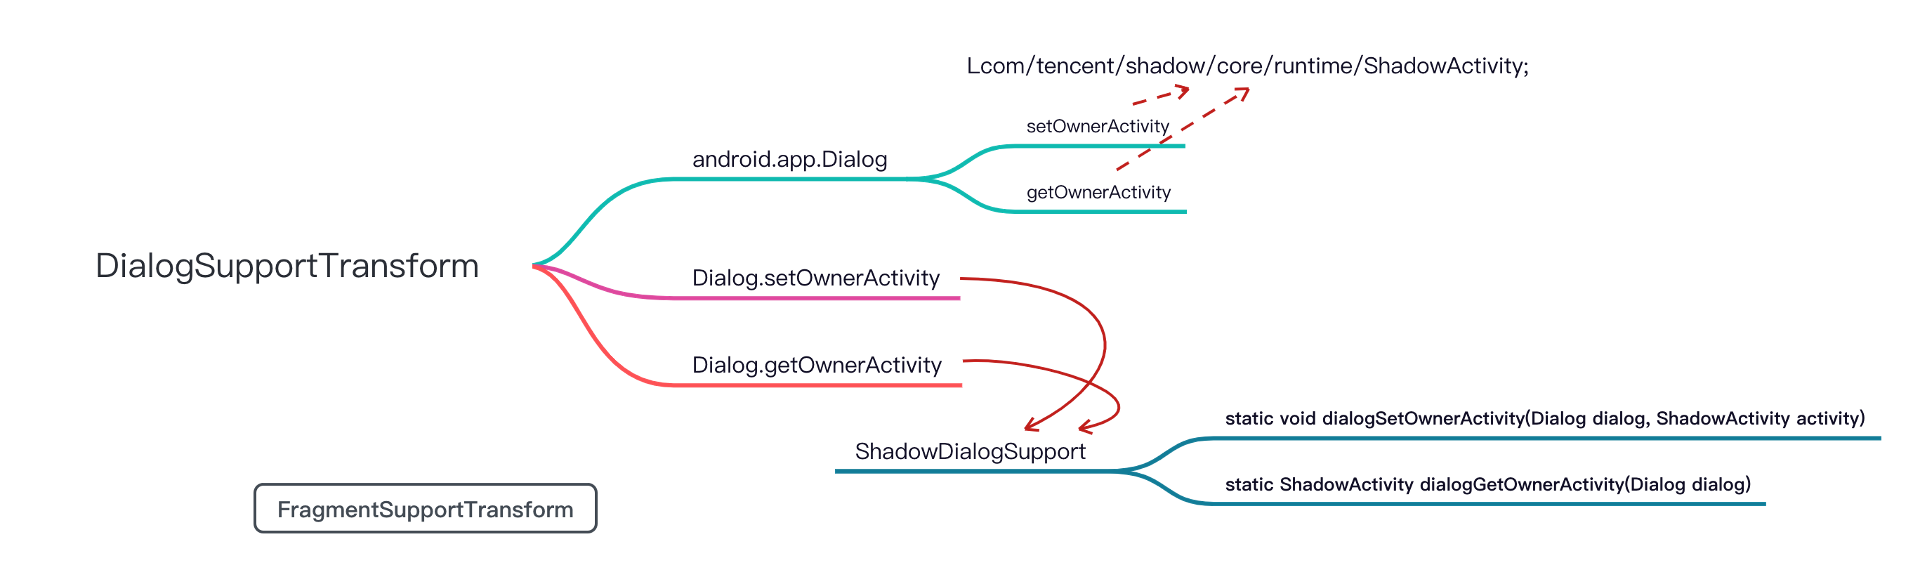 Lcom/tencent/shadow/core/runtime/ShadowActivity;
setOwnerActivity
android.app.Dialog
getOwnerActivity
DialogSupportTransform
Dialog.setOwnerActivity
Dialog.getOwnerActivity
static void dialogSetOwnerActivity(Dialog dialog, ShadowActivity activity)
ShadowDialogSupport
static ShadowActivity dialogGetOwnerActivity(Dialog dialog)
FragmentSupportTransform